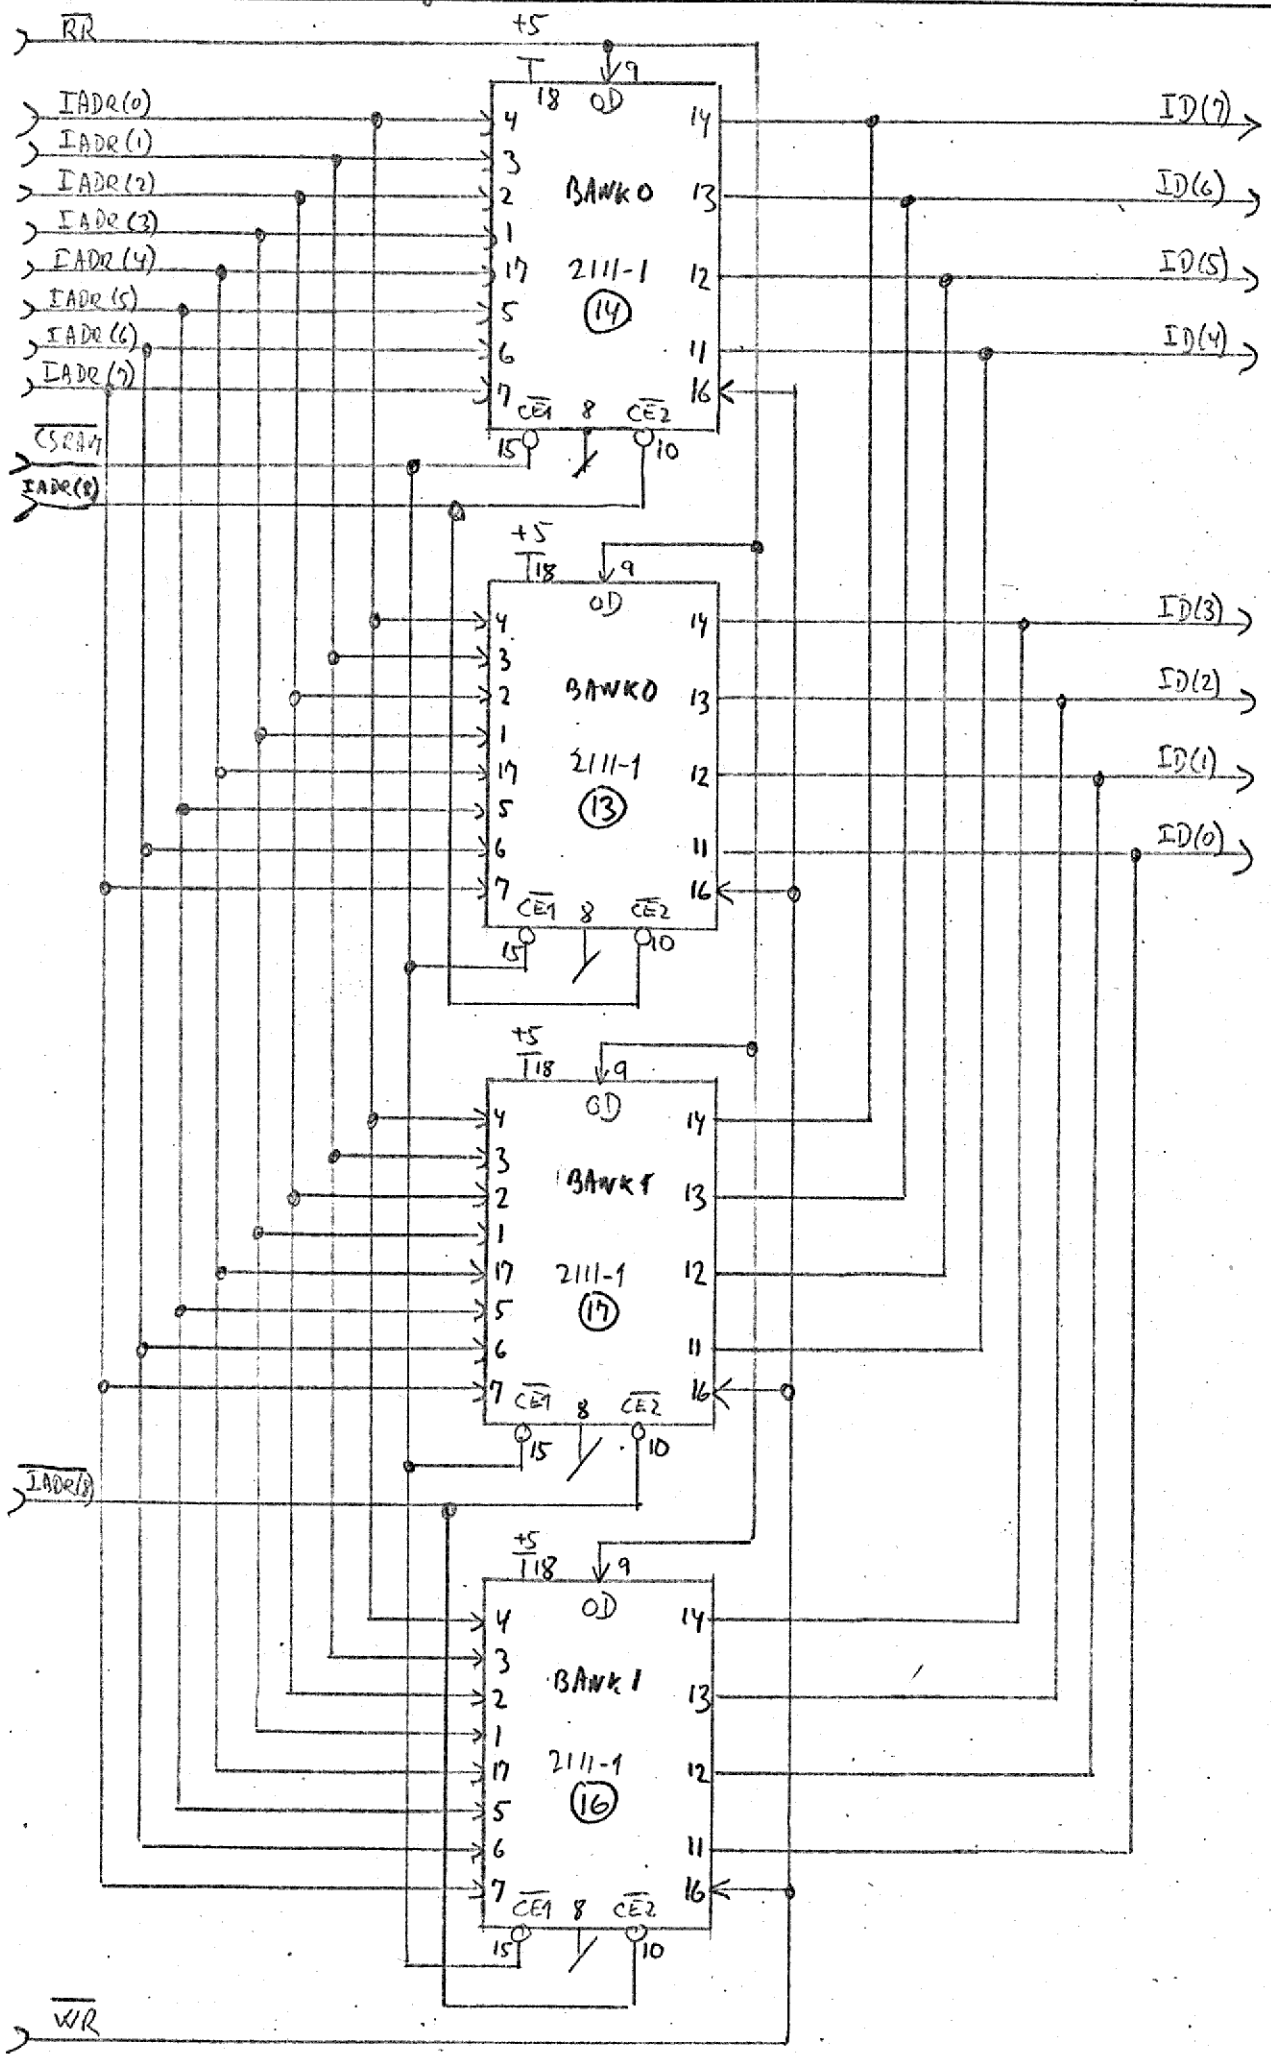 RR +5
9
18 OD
IADR(0) 4 14 ID(7)
IADR(1) 3
IADR(2) 2 BANK0 13 ID(6)
IADR(3) 1
IADR(4) 17 2111-1 12 ID(5)
IADR(5) 5 14
IADR(6) 6 11 ID(4)
IADR(7) 7 16
CE1 8 CE2
CSRAM 15 10
IADR(8)
+5
18 9
OD
4 14 ID(3)
3
2 BANK0 13 ID(2)
1
17 2111-1 12 ID(1)
5 13
6 11 ID(0)
7 16
CE1 8 CE2
15 10
+5
18 9
OD
4 14
3
2 BANK1 13
1
17 2111-1 12
5 17
6 11
7 16
CE1 8 CE2
15 10
IADR(8)
+5
18 9
OD
4 14
3
2 BANK1 13
1
17 2111-1 12
5 16
6 11
7 16
CE1 8 CE2
15 10
WR